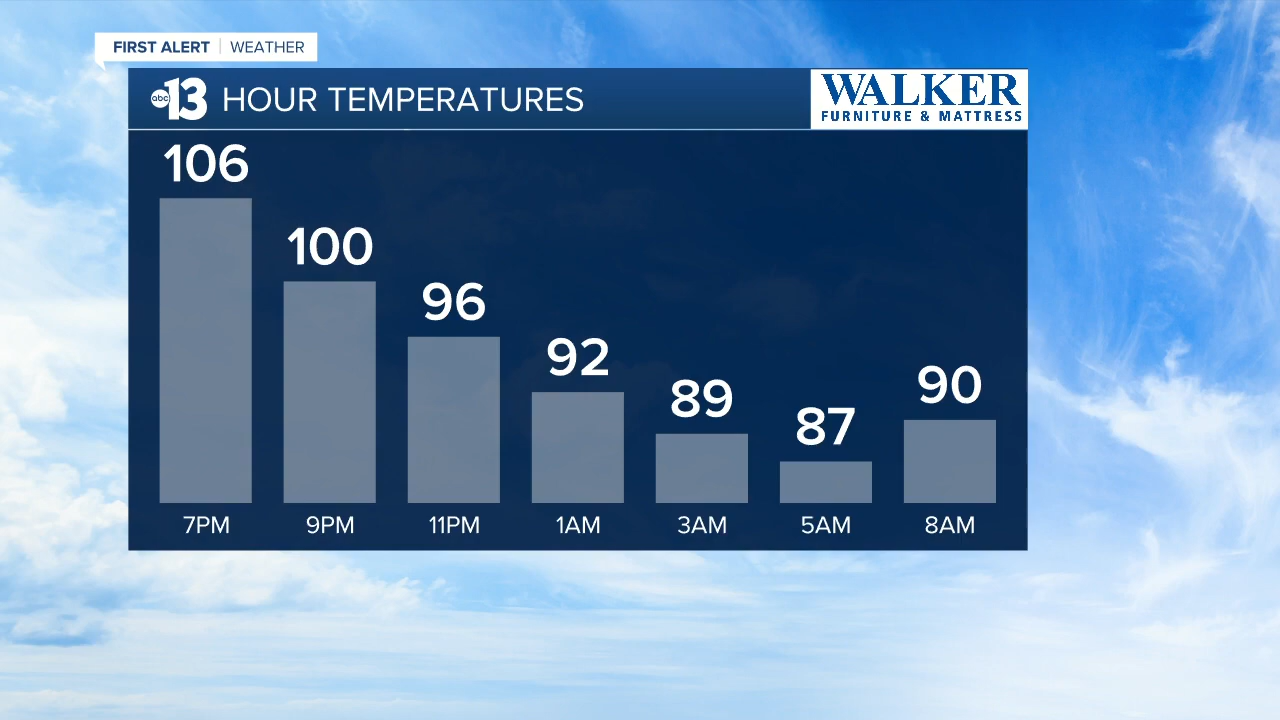 FIRST ALERT | WEATHER
abc 13 HOUR TEMPERATURES
WALKER
FURNITURE & MATTRESS
106
100
96
92
89
87
90
7PM 9PM 11PM 1AM 3AM 5AM 8AM